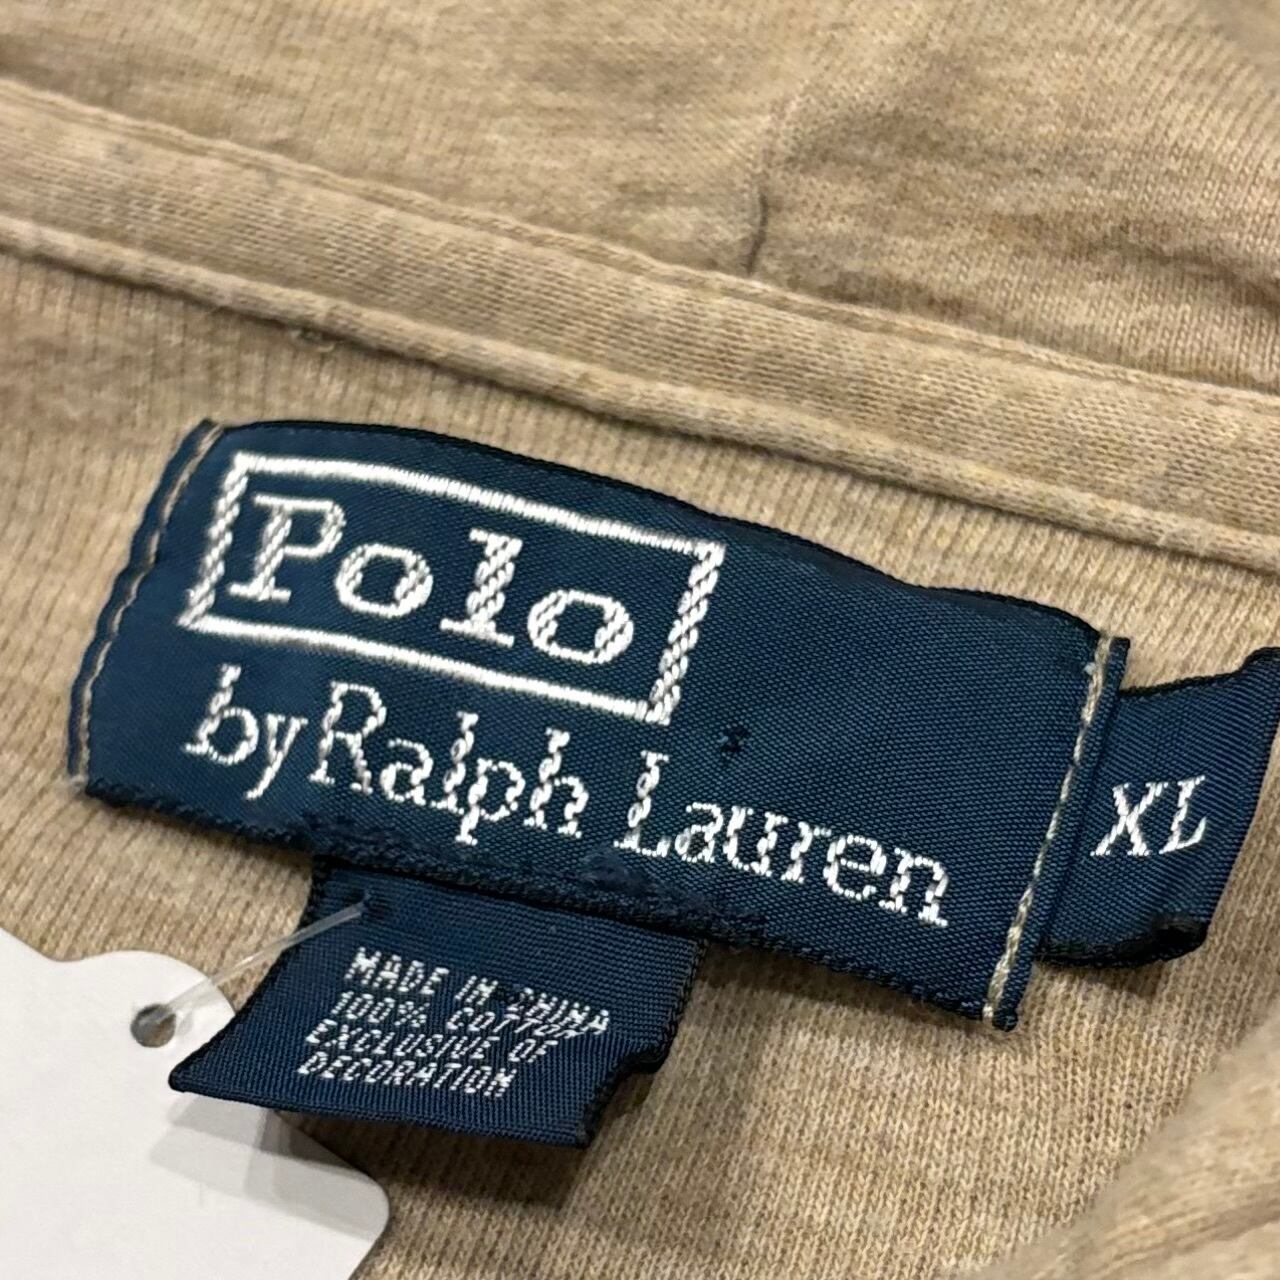 Polo
by Ralph Lauren
XL
MADE IN CHINA
100% COTTON
EXCLUSIVE OF
DECORATION